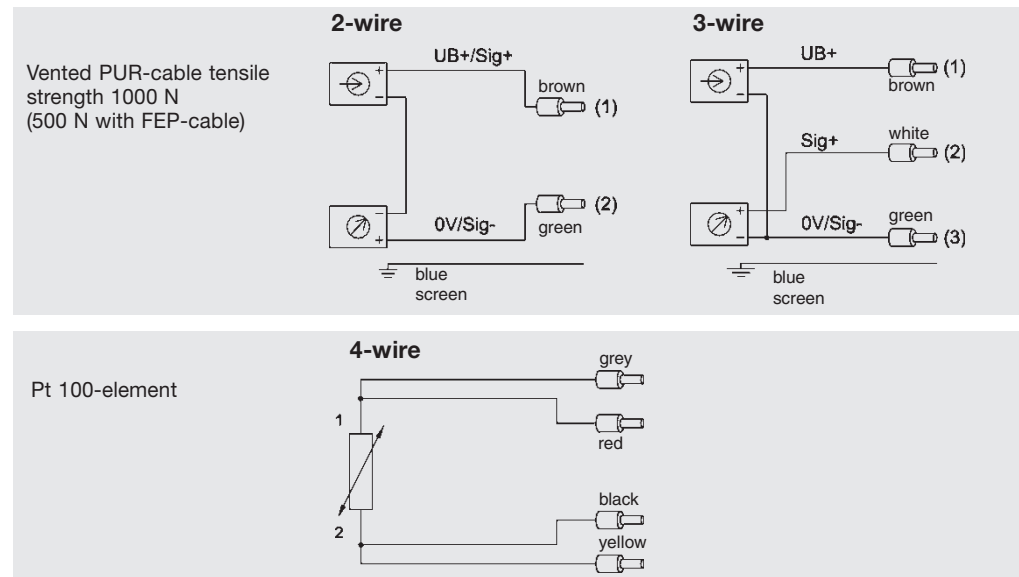 2-wire
3-wire
Vented PUR-cable tensile
strength 1000 N
(500 N with FEP-cable)
UB+/Sig+
brown
(1)
+
−
−
+
(2)
0V/Sig-
green
blue
screen
UB+
(1)
brown
+
−
Sig+
white
(2)
+
−
0V/Sig-
green
(3)
blue
screen
4-wire
Pt 100-element
grey
1
red
black
2
yellow